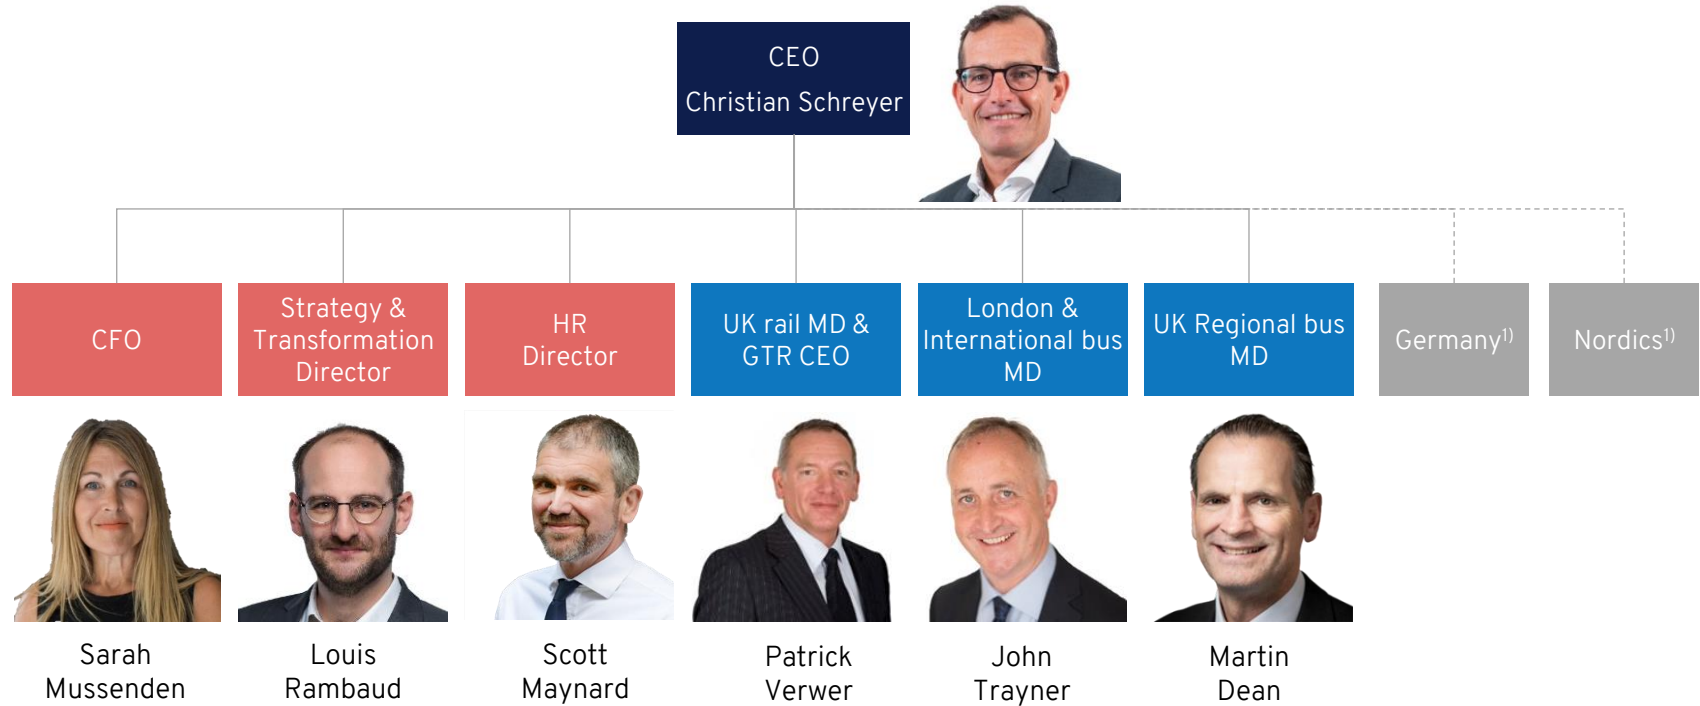 CEO
Christian Schreyer
CFO
Strategy &
Transformation
Director
HR
Director
UK rail MD &
GTR CEO
London &
International bus
MD
UK Regional bus
MD
Germany¹⁾
Nordics¹⁾
Sarah
Mussenden
Louis
Rambaud
Scott
Maynard
Patrick
Verwer
John
Trayner
Martin
Dean